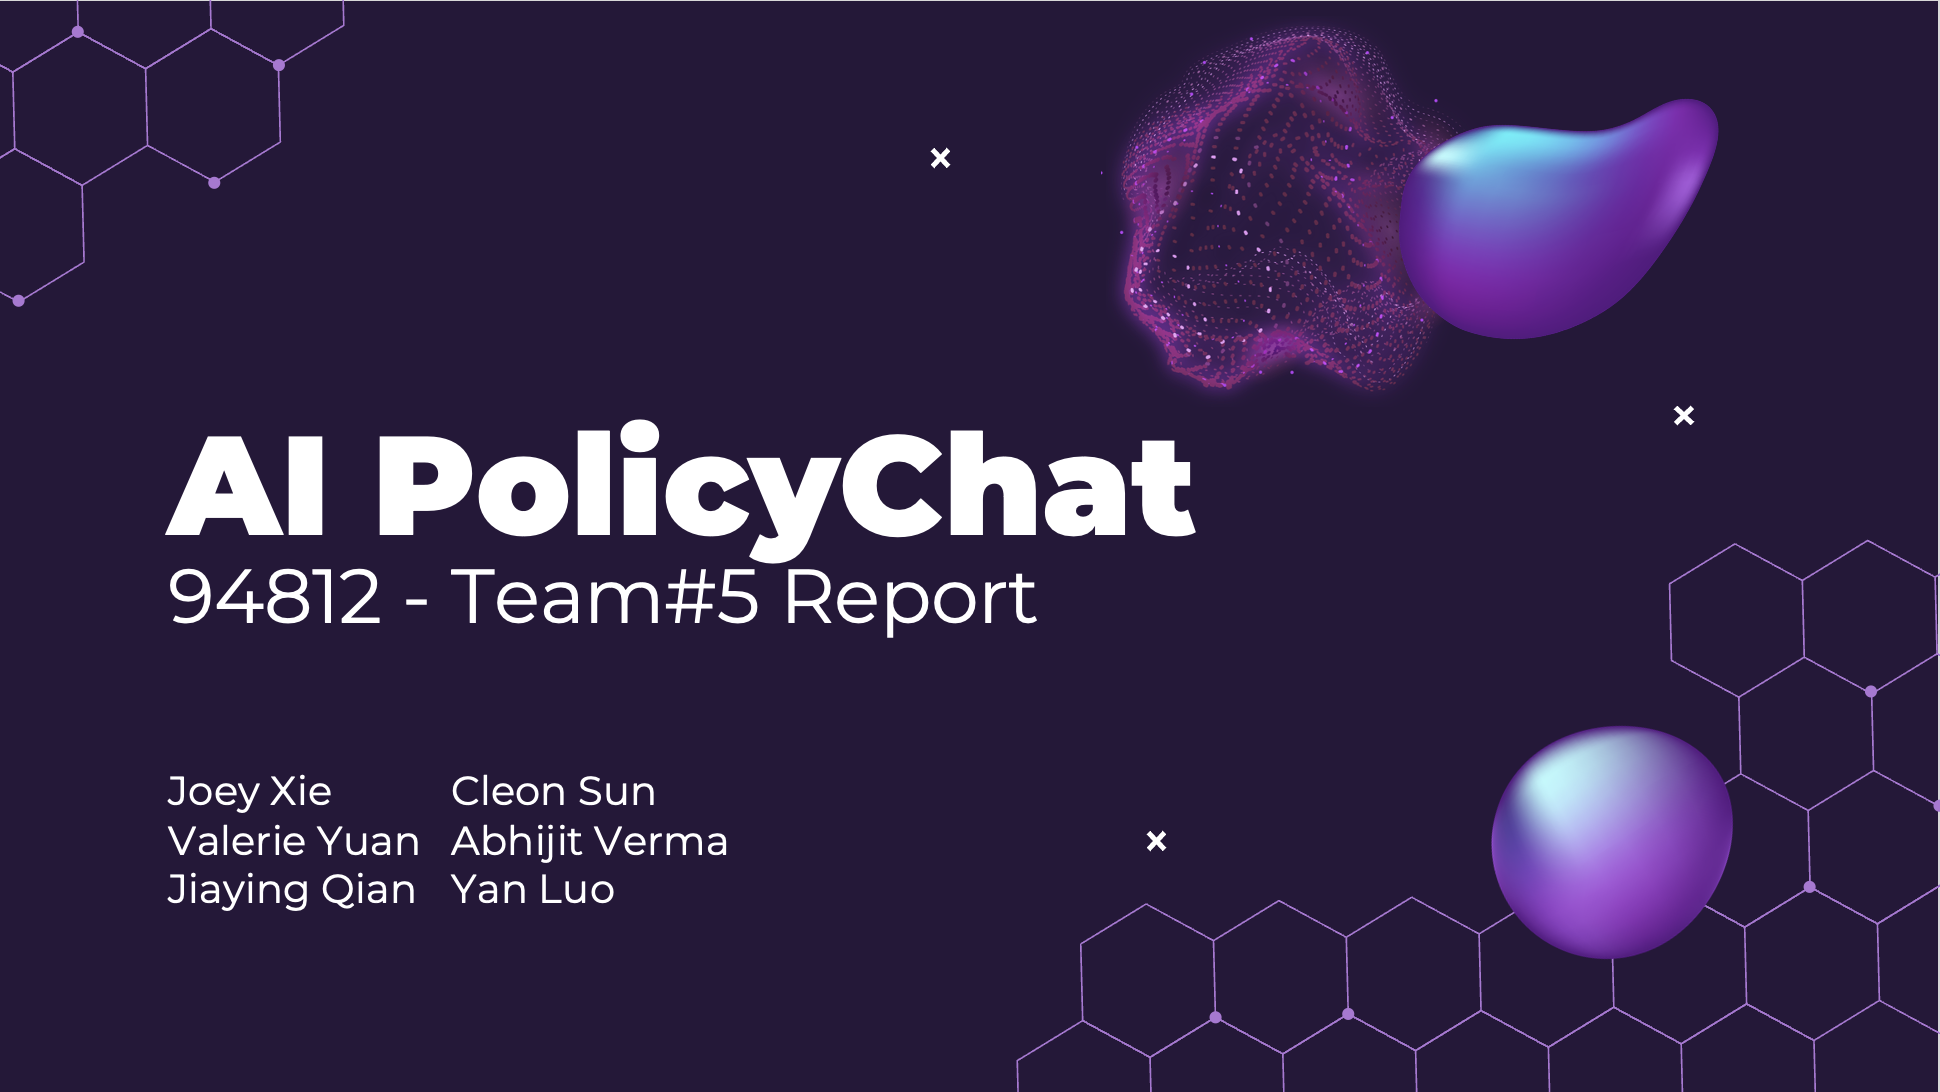 AI PolicyChat
94812 - Team#5 Report
Joey Xie
Valerie Yuan
Jiaying Qian
Cleon Sun
Abhijit Verma
Yan Luo